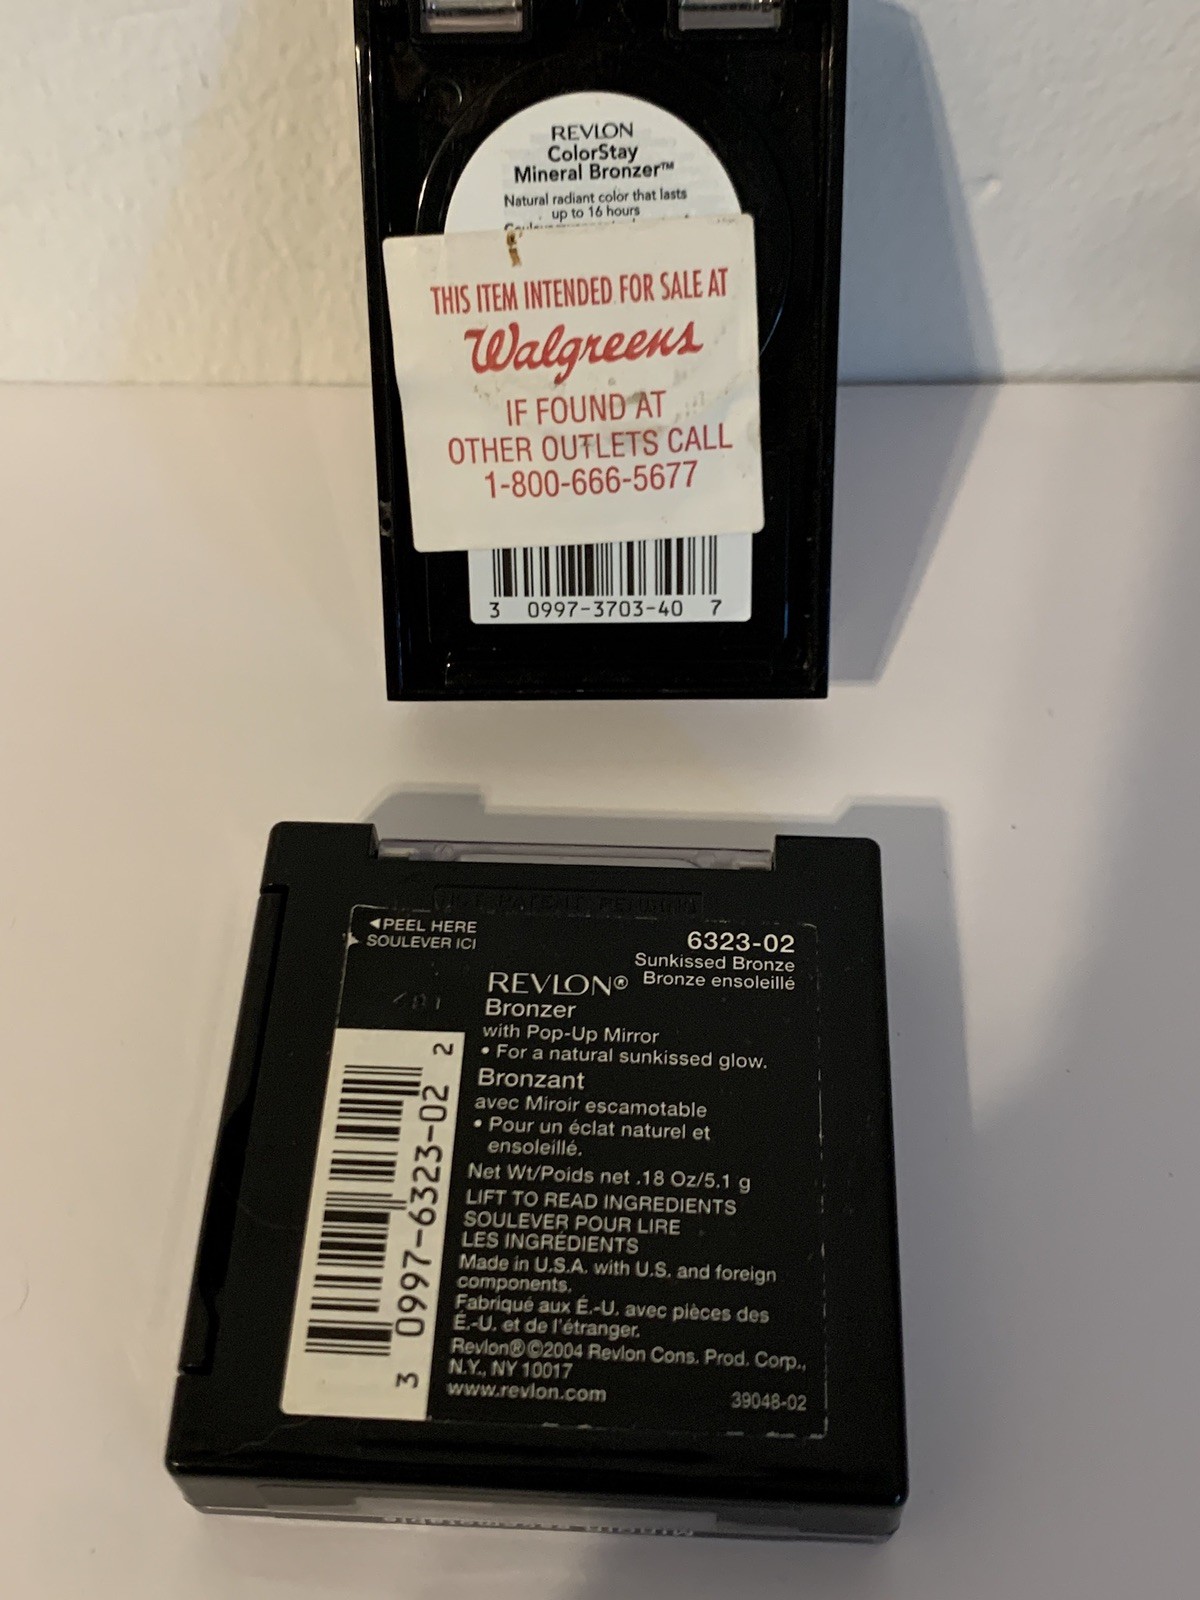 REVLON
ColorStay
Mineral Bronzer™
Natural radiant color that lasts
up to 16 hours
THIS ITEM INTENDED FOR SALE AT
Walgreens
IF FOUND AT
OTHER OUTLETS CALL
1-800-666-5677
3 0997-3703-40 7
◄PEEL HERE
SOULEVER ICI
6323-02
Sunkissed Bronze
Bronze ensoleillé
REVLON®
Bronzer
with Pop-Up Mirror
• For a natural sunkissed glow.
Bronzant
avec Miroir escamotable
• Pour un éclat naturel et
ensoleillé.
Net Wt/Poids net .18 Oz/5.1 g
LIFT TO READ INGREDIENTS
SOULEVER POUR LIRE
LES INGRÉDIENTS
Made in U.S.A. with U.S. and foreign
components.
Fabriqué aux É.-U. avec pièces des
É.-U. et de l'étranger.
Revlon®©2004 Revlon Cons. Prod. Corp.,
N.Y., NY 10017
www.revlon.com
39048-02
3 0997-6323-02 2